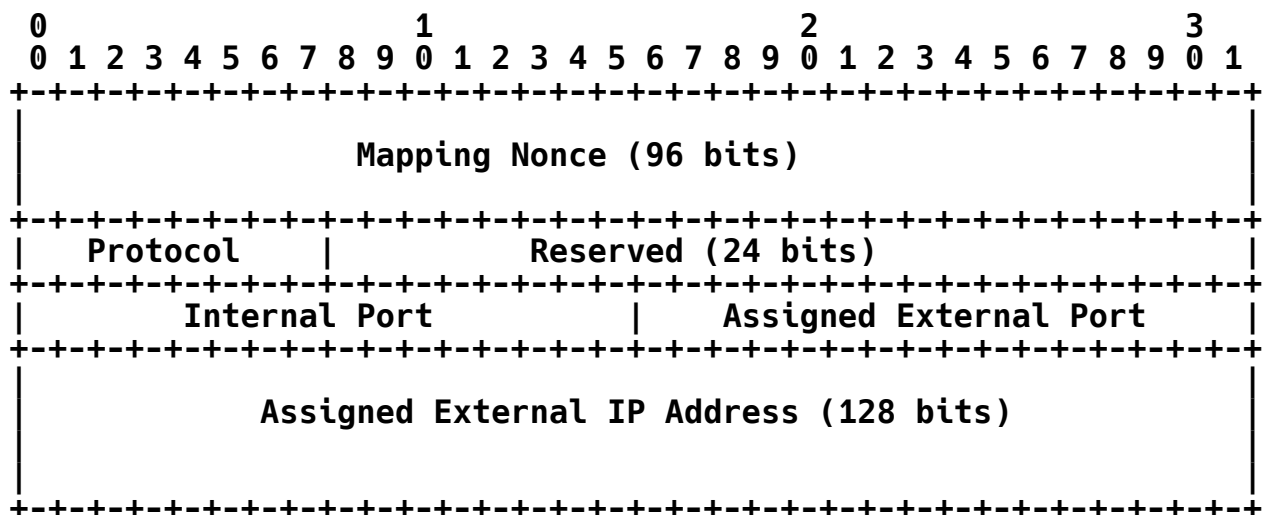 0                   1                   2                   3
 0 1 2 3 4 5 6 7 8 9 0 1 2 3 4 5 6 7 8 9 0 1 2 3 4 5 6 7 8 9 0 1
+-+-+-+-+-+-+-+-+-+-+-+-+-+-+-+-+-+-+-+-+-+-+-+-+-+-+-+-+-+-+-+-+
|                                                               |
|                 Mapping Nonce (96 bits)                       |
|                                                               |
+-+-+-+-+-+-+-+-+-+-+-+-+-+-+-+-+-+-+-+-+-+-+-+-+-+-+-+-+-+-+-+-+
|   Protocol    |          Reserved (24 bits)                   |
+-+-+-+-+-+-+-+-+-+-+-+-+-+-+-+-+-+-+-+-+-+-+-+-+-+-+-+-+-+-+-+-+
|        Internal Port          |    Assigned External Port     |
+-+-+-+-+-+-+-+-+-+-+-+-+-+-+-+-+-+-+-+-+-+-+-+-+-+-+-+-+-+-+-+-+
|                                                               |
|            Assigned External IP Address (128 bits)            |
|                                                               |
|                                                               |
+-+-+-+-+-+-+-+-+-+-+-+-+-+-+-+-+-+-+-+-+-+-+-+-+-+-+-+-+-+-+-+-+